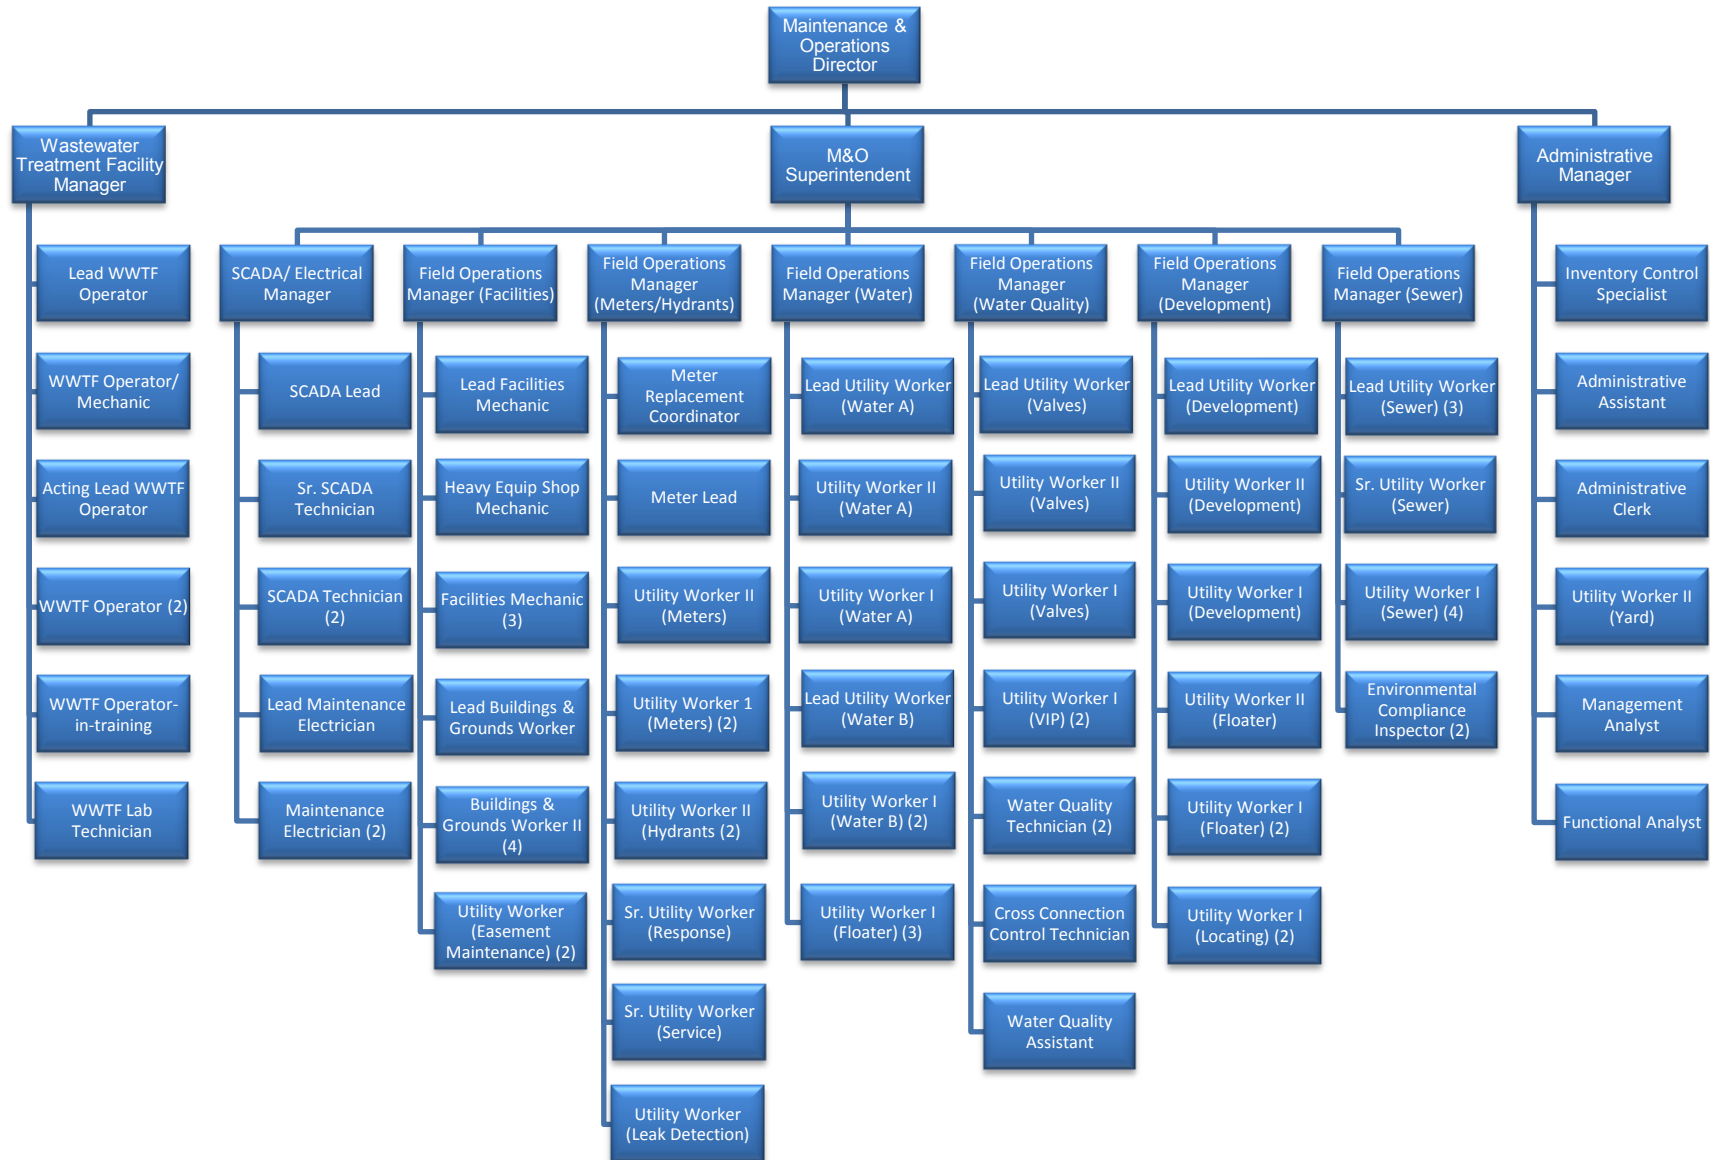 Maintenance &
Operations
Director
Wastewater
Treatment Facility
Manager
M&O
Superintendent
Administrative
Manager
Lead WWTF
Operator
WWTF Operator/
Mechanic
Acting Lead WWTF
Operator
WWTF Operator (2)
WWTF Operator-
in-training
WWTF Lab
Technician
SCADA/ Electrical
Manager
SCADA Lead
Sr. SCADA
Technician
SCADA Technician
(2)
Lead Maintenance
Electrician
Maintenance
Electrician (2)
Field Operations
Manager (Facilities)
Lead Facilities
Mechanic
Heavy Equip Shop
Mechanic
Facilities Mechanic
(3)
Lead Buildings &
Grounds Worker
Buildings &
Grounds Worker II
(4)
Utility Worker
(Easement
Maintenance) (2)
Field Operations
Manager
(Meters/Hydrants)
Meter
Replacement
Coordinator
Meter Lead
Utility Worker II
(Meters)
Utility Worker 1
(Meters) (2)
Utility Worker II
(Hydrants (2)
Sr. Utility Worker
(Response)
Sr. Utility Worker
(Service)
Utility Worker
(Leak Detection)
Field Operations
Manager (Water)
Lead Utility Worker
(Water A)
Utility Worker II
(Water A)
Utility Worker I
(Water A)
Lead Utility Worker
(Water B)
Utility Worker I
(Water B) (2)
Utility Worker I
(Floater) (3)
Field Operations
Manager
(Water Quality)
Lead Utility Worker
(Valves)
Utility Worker II
(Valves)
Utility Worker I
(Valves)
Utility Worker I
(VIP) (2)
Water Quality
Technician (2)
Cross Connection
Control Technician
Water Quality
Assistant
Field Operations
Manager
(Development)
Lead Utility Worker
(Development)
Utility Worker II
(Development)
Utility Worker I
(Development)
Utility Worker II
(Floater)
Utility Worker I
(Floater) (2)
Utility Worker I
(Locating) (2)
Field Operations
Manager (Sewer)
Lead Utility Worker
(Sewer) (3)
Sr. Utility Worker
(Sewer)
Utility Worker I
(Sewer) (4)
Environmental
Compliance
Inspector (2)
Inventory Control
Specialist
Administrative
Assistant
Administrative
Clerk
Utility Worker II
(Yard)
Management
Analyst
Functional Analyst